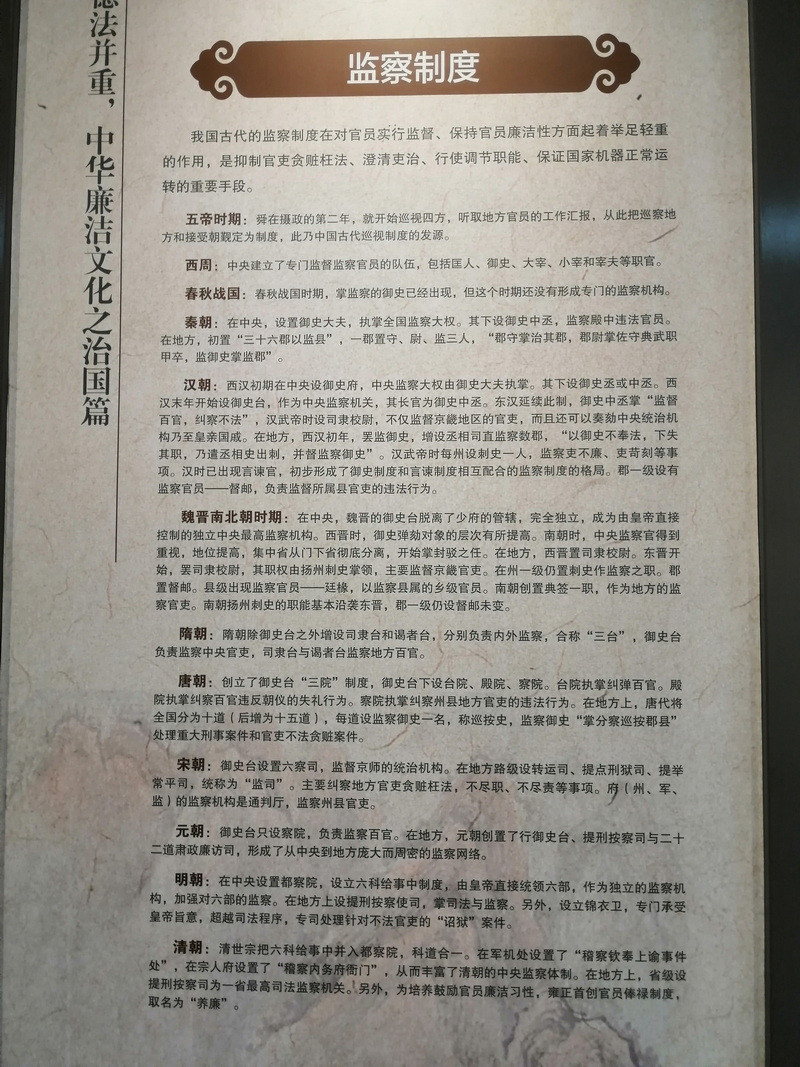 德法并重，中华廉洁文化之治国篇
监察制度
我国古代的监察制度在对官员实行监督、保持官员廉洁性方面起着举足轻重
的作用，是抑制官吏贪赃枉法、澄清吏治、行使调节职能、保证国家机器正常运
转的重要手段。
五帝时期：舜在摄政的第二年，就开始巡视四方，听取地方官员的工作汇报，从此把巡察地
方和接受朝觐定为制度，此乃中国古代巡视制度的发源。
西周：中央建立了专门监督监察官员的队伍，包括匡人、御史、大宰、小宰和宰夫等职官。
春秋战国：春秋战国时期，掌监察的御史已经出现，但这个时期还没有形成专门的监察机构。
秦朝：在中央，设置御史大夫，执掌全国监察大权。其下设御史中丞，监察殿中违法官员。
在地方，初置“三十六郡以监县”，一郡置守、尉、监三人，“郡守掌治其郡，郡尉掌佐守典武职
甲卒，监御史掌监郡”。
汉朝：西汉初期在中央设御史府，中央监察大权由御史大夫执掌。其下设御史丞或中丞。西
汉末年开始设御史台，作为中央监察机关，其长官为御史中丞。东汉延续此制，御史中丞掌“监督
百官，纠察不法”，汉武帝时设司隶校尉，不仅监督京畿地区的官吏，而且还可以奏劾中央统治机
构乃至皇亲国戚。在地方，西汉初年，罢监御史，增设丞相司直监察数郡，“以御史不奉法，下失
其职，乃遣丞相史出刺，并督监察御史”。汉武帝时每州设刺史一人，监察吏不廉、吏苛刻等事
项。汉时已出现言谏官，初步形成了御史制度和言谏制度相互配合的监察制度的格局。郡一级设有
监察官员——督邮，负责监督所属县官吏的违法行为。
魏晋南北朝时期：在中央，魏晋的御史台脱离了少府的管辖，完全独立，成为由皇帝直接
控制的独立中央最高监察机构。西晋时，御史弹劾对象的层次有所提高。南朝时，中央监察官得到
重视，地位提高，集中省从门下省彻底分离，开始掌封驳之任。在地方，西晋置司隶校尉。东晋开
始，罢司隶校尉，其职权由扬州刺史掌领，主要监督京畿官吏。在州一级仍置刺史作监察之职。郡
置督邮。县级出现监察官员——廷椽，以监察县属的乡级官员。南朝创置典签一职，作为地方的监
察官吏。南朝扬州刺史的职能基本沿袭东晋，郡一级仍设督邮未变。
隋朝：隋朝除御史台之外增设司隶台和谒者台，分别负责内外监察，合称“三台”，御史台
负责监察中央官吏，司隶台与谒者台监察地方百官。
唐朝：创立了御史台“三院”制度，御史台下设台院、殿院、察院。台院执掌纠弹百官。殿
院执掌纠察百官违反朝仪的失礼行为。察院执掌纠察州县地方官吏的违法行为。在地方上，唐代将
全国分为十道（后增为十五道），每道设监察御史一名，称巡按史，监察御史“掌分察巡按郡县”
处理重大刑事案件和官吏不法贪赃案件。
宋朝：御史台设置六察司，监督京师的统治机构。在地方路级设转运司、提点刑狱司、提举
常平司，统称为“监司”。主要纠察地方官吏贪赃枉法，不尽职、不尽责等事项。府（州、军、
监）的监察机构是通判厅，监察州县官吏。
元朝：御史台只设察院，负责监察百官。在地方，元朝创置了行御史台、提刑按察司与二十
二道肃政廉访司，形成了从中央到地方庞大而周密的监察网络。
明朝：在中央设置都察院，设立六科给事中制度，由皇帝直接统领六部，作为独立的监察机
构，加强对六部的监察。在地方上设提刑按察使司，掌司法与监察。另外，设立锦衣卫，专门承受
皇帝旨意，超越司法程序，专司处理针对不法官吏的“诏狱”案件。
清朝：清世宗把六科给事中并入都察院，科道合一。在军机处设置了“稽察钦奉上谕事件
处”，在宗人府设置了“稽察内务府衙门”，从而丰富了清朝的中央监察体制。在地方上，省级设
提刑按察司为一省最高司法监察机关。另外，为培养鼓励官员廉洁习性，雍正首创官员俸禄制度，
取名为“养廉”。